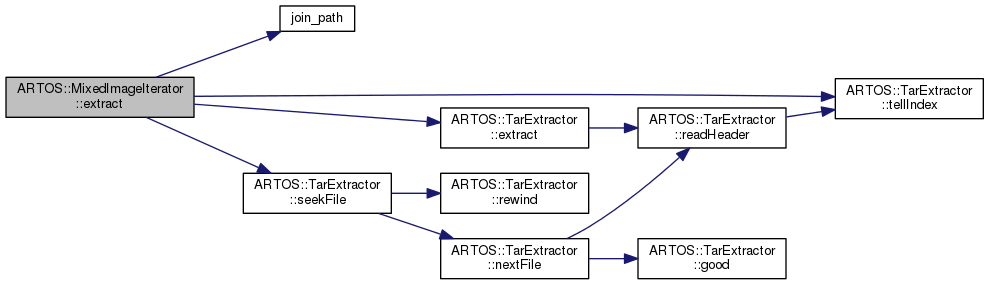 join_path
ARTOS::MixedImageIterator
::extract
ARTOS::TarExtractor
::tellIndex
ARTOS::TarExtractor
::extract
ARTOS::TarExtractor
::readHeader
ARTOS::TarExtractor
::seekFile
ARTOS::TarExtractor
::rewind
ARTOS::TarExtractor
::nextFile
ARTOS::TarExtractor
::good